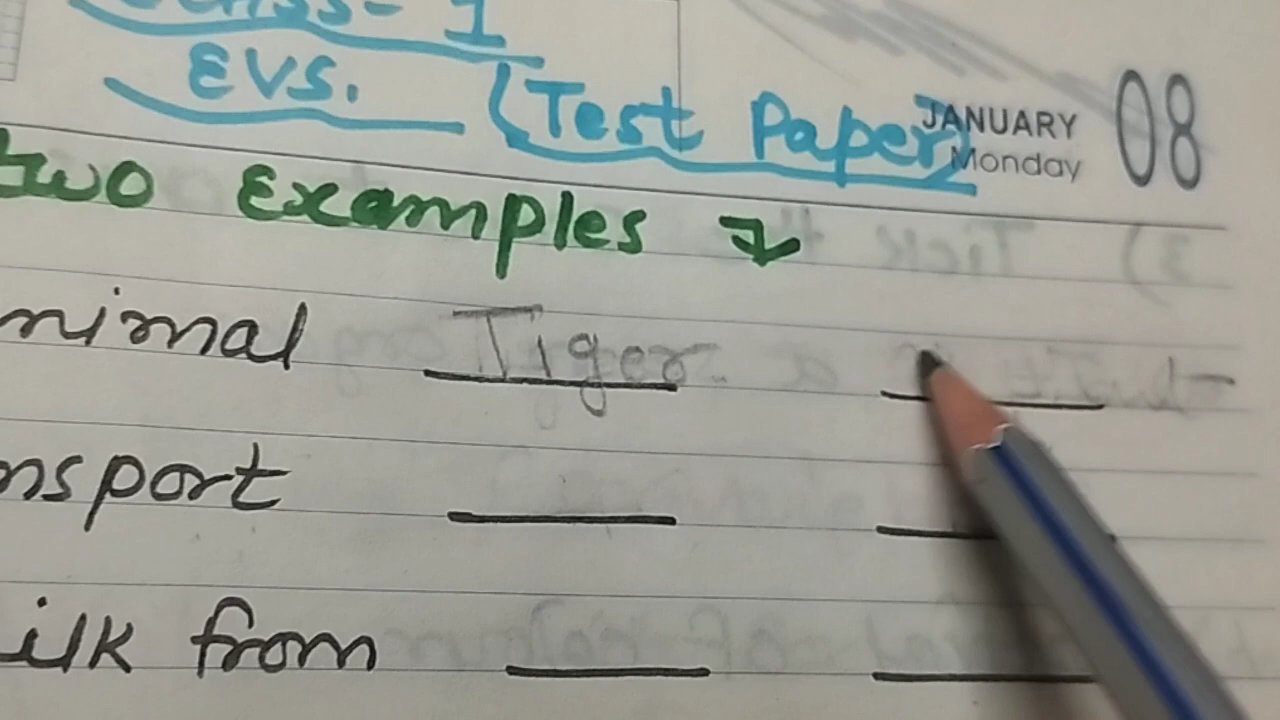 Class- 1
EVS. (Test Paper)
JANUARY 08
Monday
two Examples
nimal Tiger
nsport
ilk from